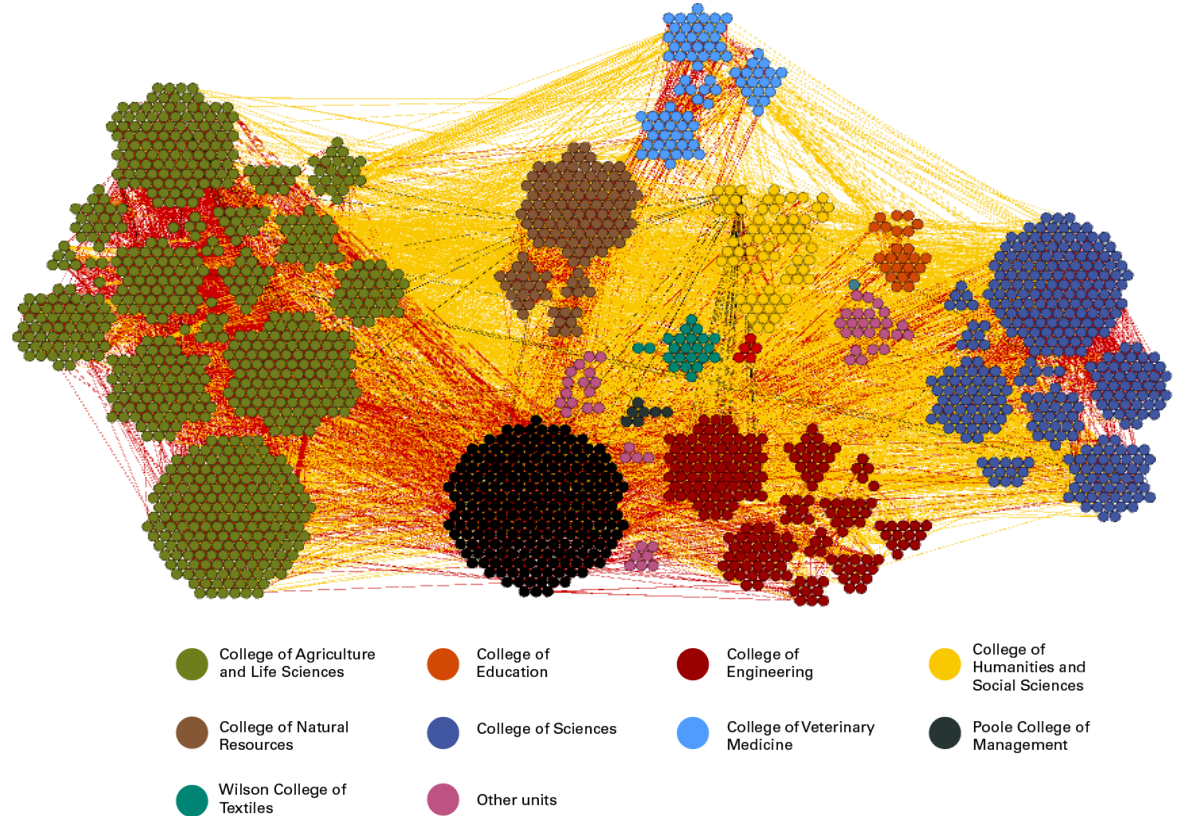 College of Agriculture
and Life Sciences
College of
Education
College of
Engineering
College of
Humanities and
Social Sciences
College of Natural
Resources
College of Sciences
College of Veterinary
Medicine
Poole College of
Management
Wilson College of
Textiles
Other units